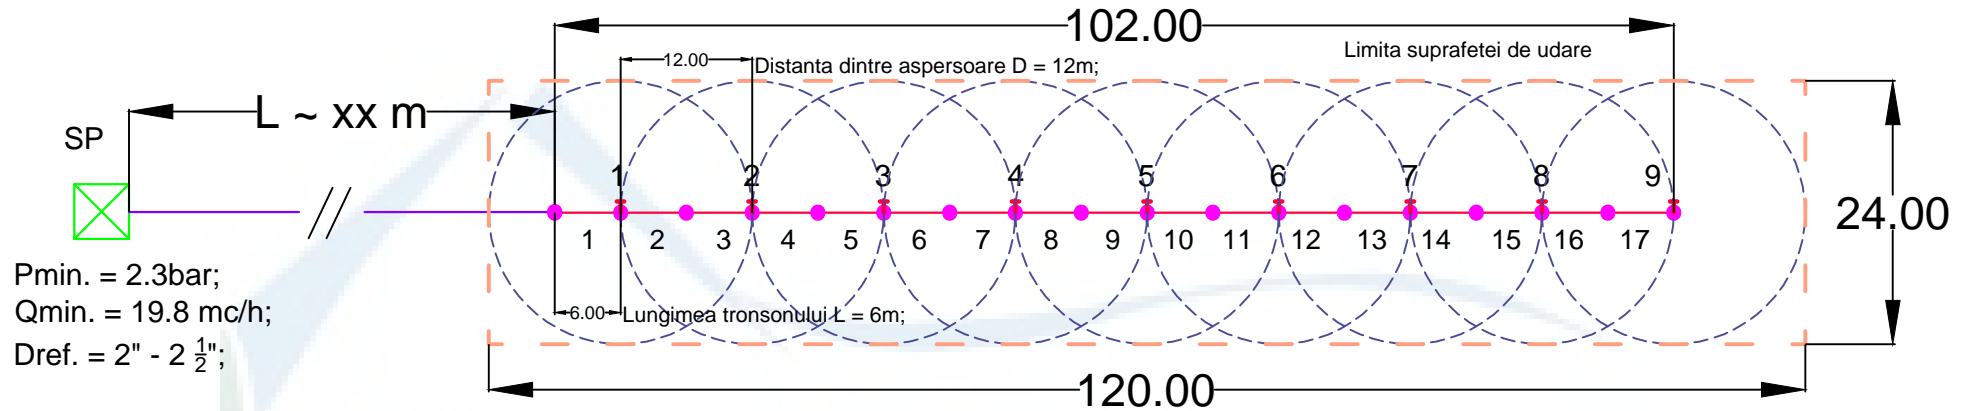 102.00
12.00
Distanta dintre aspersoare D = 12m;
Limita suprafetei de udare
L ~ xx m
SP
1 2 3 4 5 6 7 8 9
24.00
1 2 3 4 5 6 7 8 9 10 11 12 13 14 15 16 17
Pmin. = 2.3bar;
Qmin. = 19.8 mc/h;
Dref. = 2" - 2 1/2";
6.00
Lungimea tronsonului L = 6m;
120.00